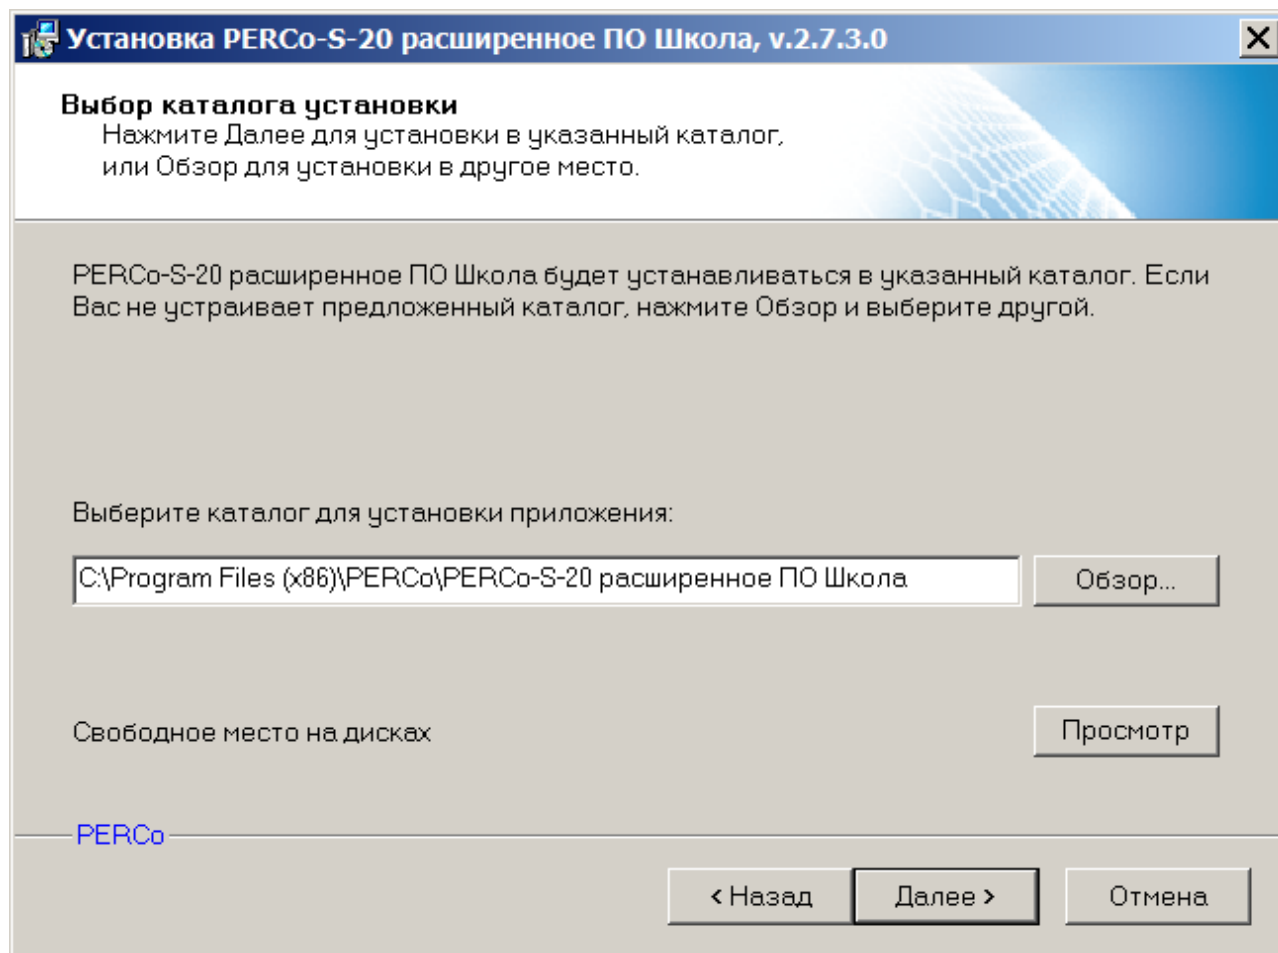 Установка PERCo-S-20 расширенное ПО Школа, v.2.7.3.0
Выбор каталога установки
Нажмите Далее для установки в указанный каталог,
или Обзор для установки в другое место.
PERCo-S-20 расширенное ПО Школа будет устанавливаться в указанный каталог. Если
Вас не устраивает предложенный каталог, нажмите Обзор и выберите другой.
Выберите каталог для установки приложения:
C:\Program Files (x86)\PERCo\PERCo-S-20 расширенное ПО Школа
Обзор...
Свободное место на дисках
Просмотр
PERCo
< Назад
Далее >
Отмена